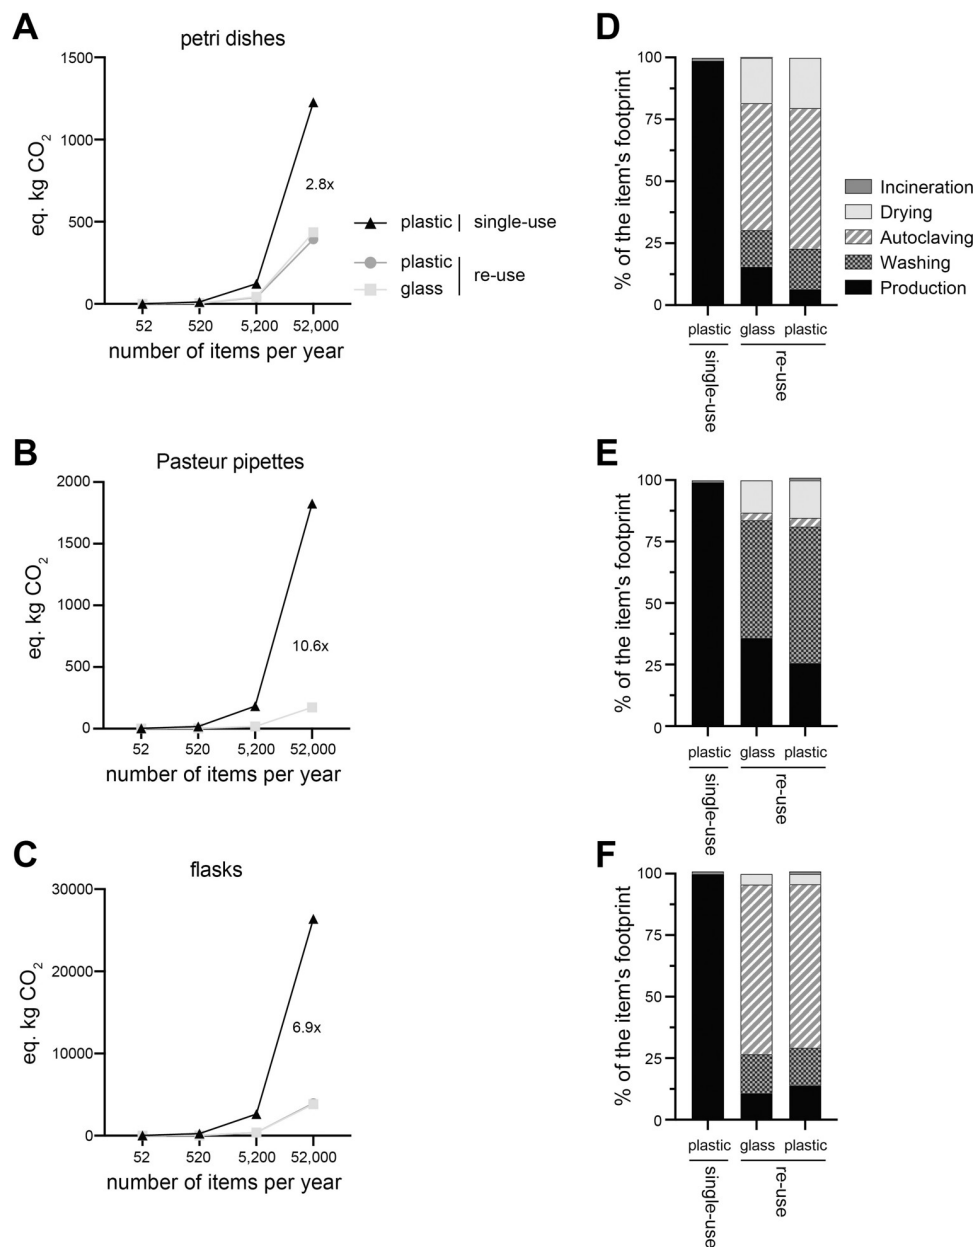 A
petri dishes
1500
1000
500
0
eq. kg CO2
2.8x
52
520
5,200
52,000
number of items per year
plastic
single-use
plastic
glass
re-use
D
100
75
50
25
0
% of the item's footprint
plastic
glass
plastic
single-use
re-use
Incineration
Drying
Autoclaving
Washing
Production
B
Pasteur pipettes
2000
1500
1000
500
0
eq. kg CO2
10.6x
52
520
5,200
52,000
number of items per year
E
100
75
50
25
0
% of the item's footprint
plastic
glass
plastic
single-use
re-use
C
flasks
30000
20000
10000
0
eq. kg CO2
6.9x
52
520
5,200
52,000
number of items per year
F
100
75
50
25
0
% of the item's footprint
plastic
glass
plastic
single-use
re-use